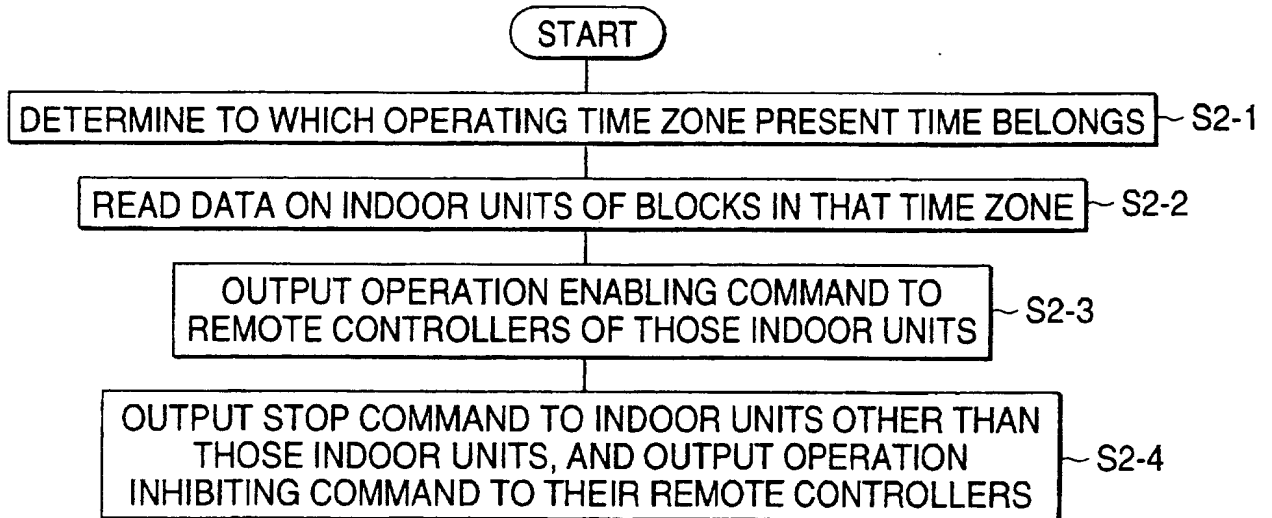 START
DETERMINE TO WHICH OPERATING TIME ZONE PRESENT TIME BELONGS
S2-1
READ DATA ON INDOOR UNITS OF BLOCKS IN THAT TIME ZONE
S2-2
OUTPUT OPERATION ENABLING COMMAND TO
REMOTE CONTROLLERS OF THOSE INDOOR UNITS
S2-3
OUTPUT STOP COMMAND TO INDOOR UNITS OTHER THAN
THOSE INDOOR UNITS, AND OUTPUT OPERATION
INHIBITING COMMAND TO THEIR REMOTE CONTROLLERS
S2-4